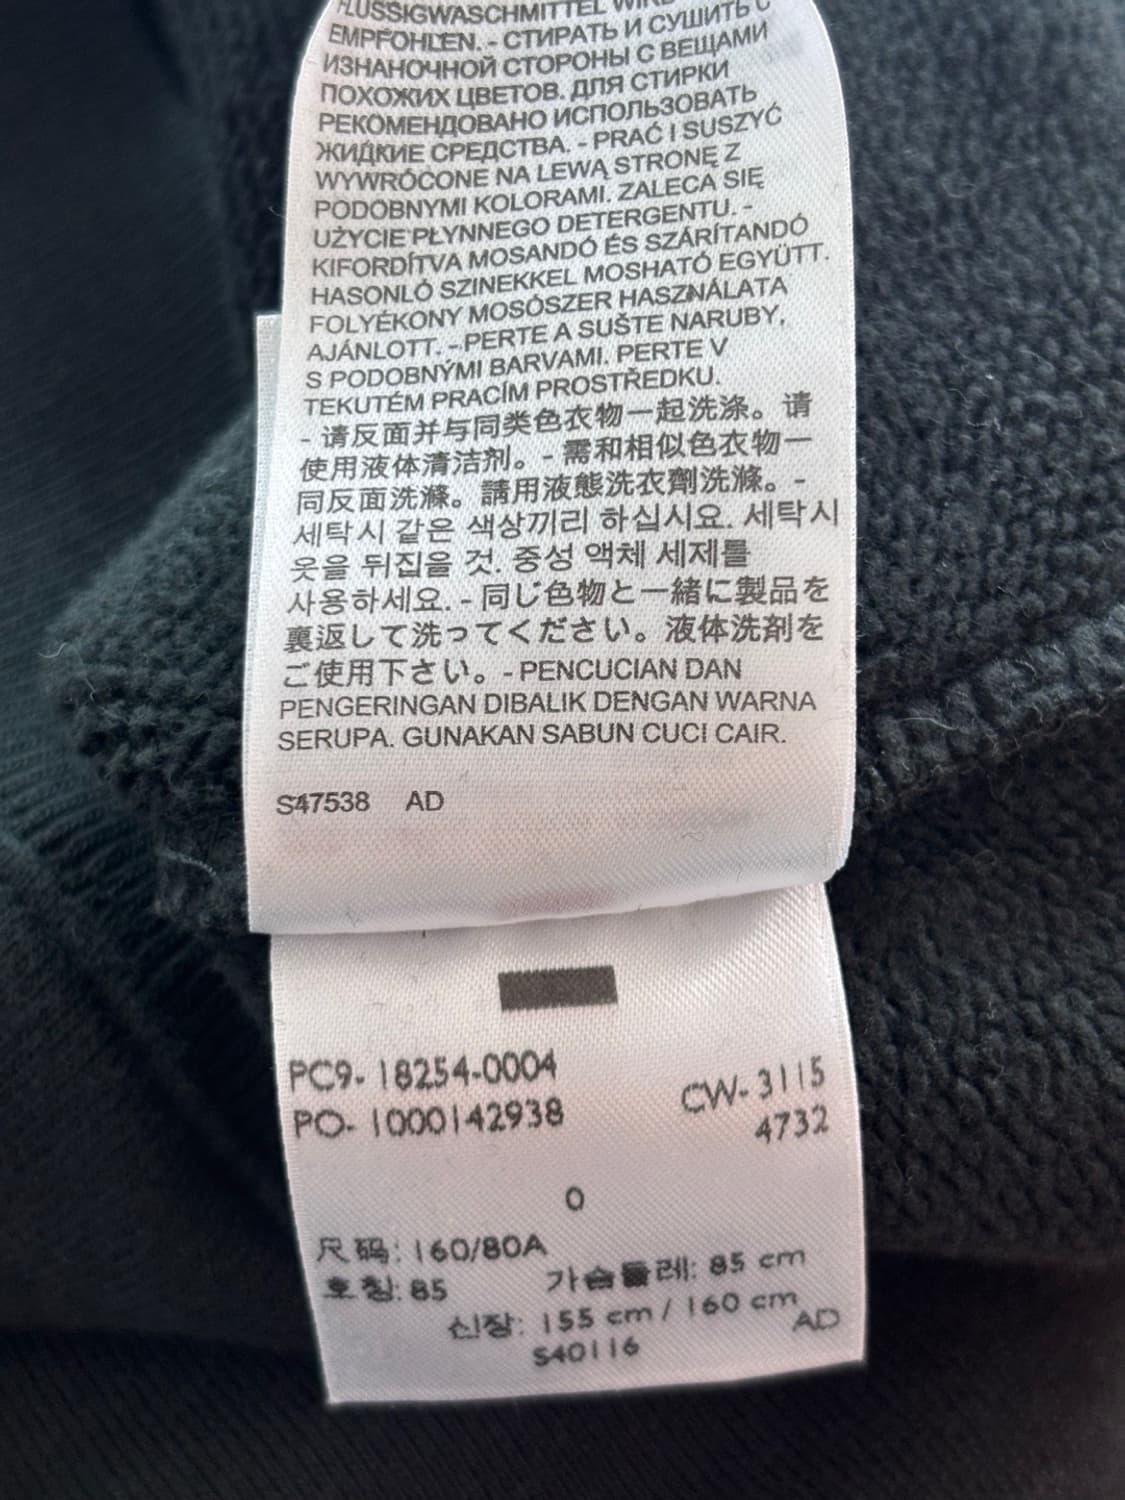 FLÜSSIGWASCHMITTEL WIRD
EMPFOHLEN. - СТИРАТЬ И СУШИТЬ С
ИЗНАНОЧНОЙ СТОРОНЫ С ВЕЩАМИ
ПОХОЖИХ ЦВЕТОВ. ДЛЯ СТИРКИ
РЕКОМЕНДОВАНО ИСПОЛЬЗОВАТЬ
ЖИДКИЕ СРЕДСТВА. - PRAĆ I SUSZYĆ
WYWRÓCONE NA LEWĄ STRONĘ Z
PODOBNYMI KOLORAMI. ZALECA SIĘ
UŻYCIE PŁYNNEGO DETERGENTU. -
KIFORDÍTVA MOSANDÓ ÉS SZÁRÍTANDÓ
HASONLÓ SZINEKKEL MOSHATÓ EGYÜTT.
FOLYÉKONY MOSÓSZER HASZNÁLATA
AJÁNLOTT. - PERTE A SUŠTE NARUBY,
S PODOBNÝMI BARVAMI. PERTE V
TEKUTÉM PRACÍM PROSTŘEDKU.
- 请反面并与同类色衣物一起洗涤。请
使用液体清洁剂。- 需和相似色衣物一
同反面洗滌。請用液態洗衣劑洗滌。-
세탁시 같은 색상끼리 하십시요. 세탁시
옷을 뒤집을 것. 중성 액체 세제를
사용하세요. - 同じ色物と一緒に製品を
裏返して洗ってください。液体洗剤を
ご使用下さい。- PENCUCIAN DAN
PENGERINGAN DIBALIK DENGAN WARNA
SERUPA. GUNAKAN SABUN CUCI CAIR.
S47538 AD
PC9- 18254-0004
PO- 1000142938
CW- 3115
4732
0
尺码: 160/80A
호칭: 85
가슴둘레: 85 cm
신장: 155 cm / 160 cm
AD
S40116